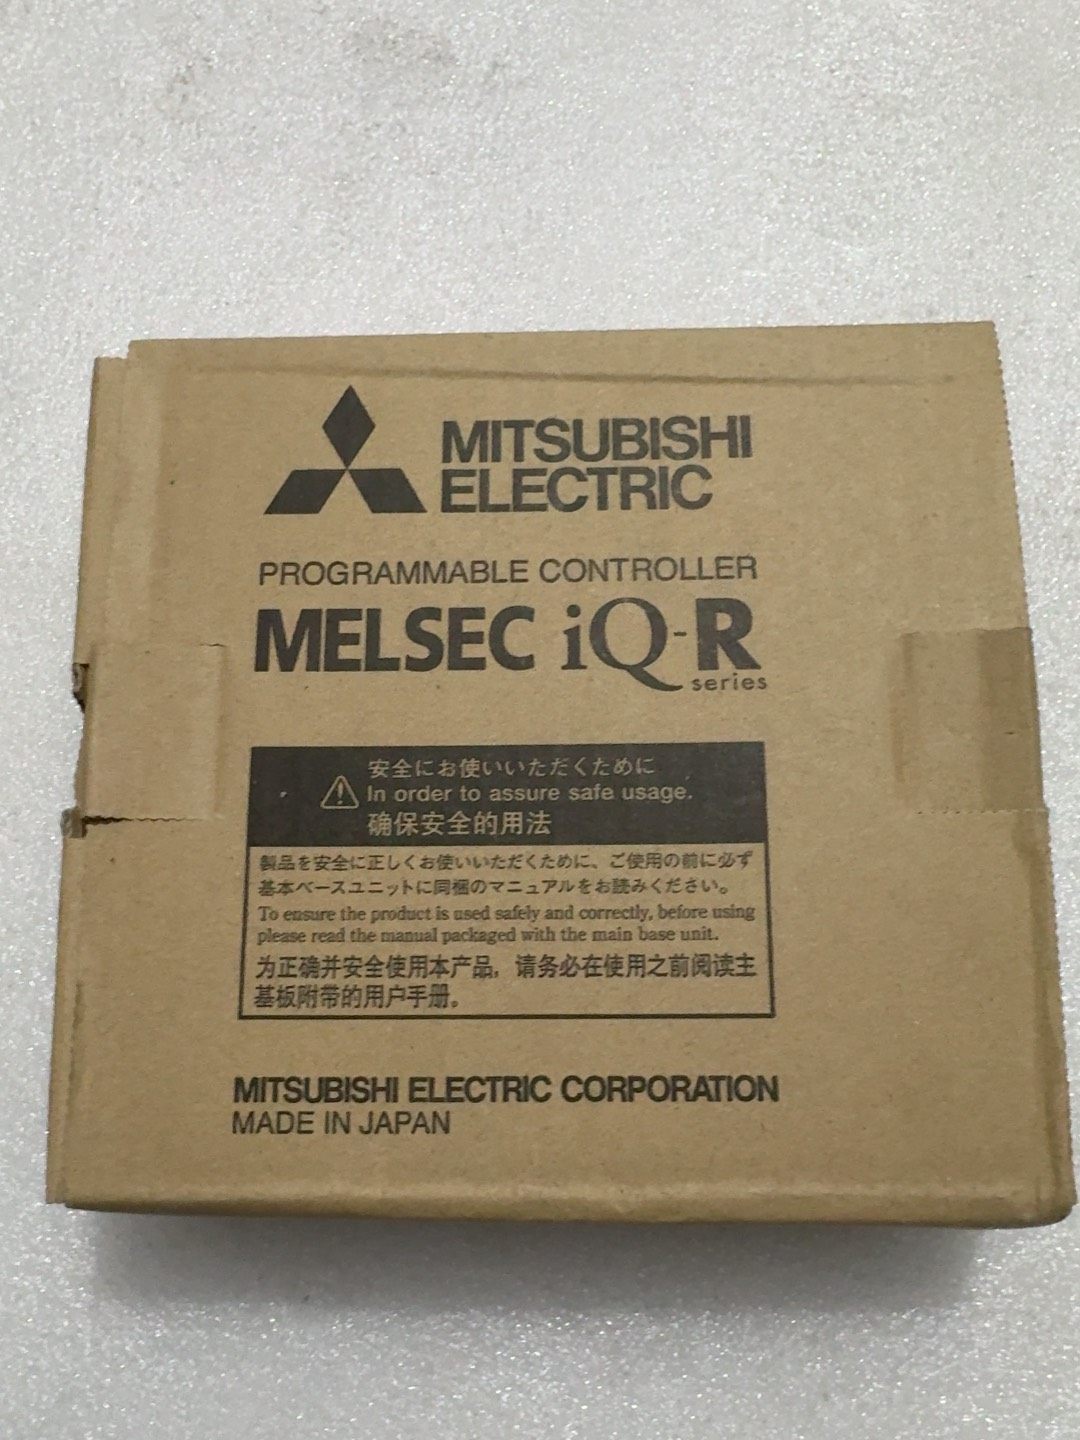 MITSUBISHI
ELECTRIC
PROGRAMMABLE CONTROLLER
MELSEC iQ-R
series
安全にお使いいただくために
In order to assure safe usage.
确保安全的用法
製品を安全に正しくお使いいただくために、ご使用の前に必ず
基本ベースユニットに同梱のマニュアルをお読みください。
To ensure the product is used safely and correctly, before using
please read the manual packaged with the main base unit.
为正确并安全使用本产品，请务必在使用之前阅读主
基板附带的用户手册。
MITSUBISHI ELECTRIC CORPORATION
MADE IN JAPAN